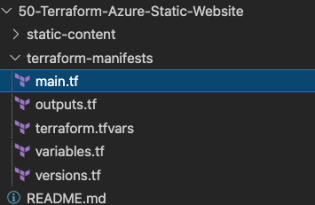 50-Terraform-Azure-Static-Website
static-content
terraform-manifests
main.tf
outputs.tf
terraform.tfvars
variables.tf
versions.tf
README.md